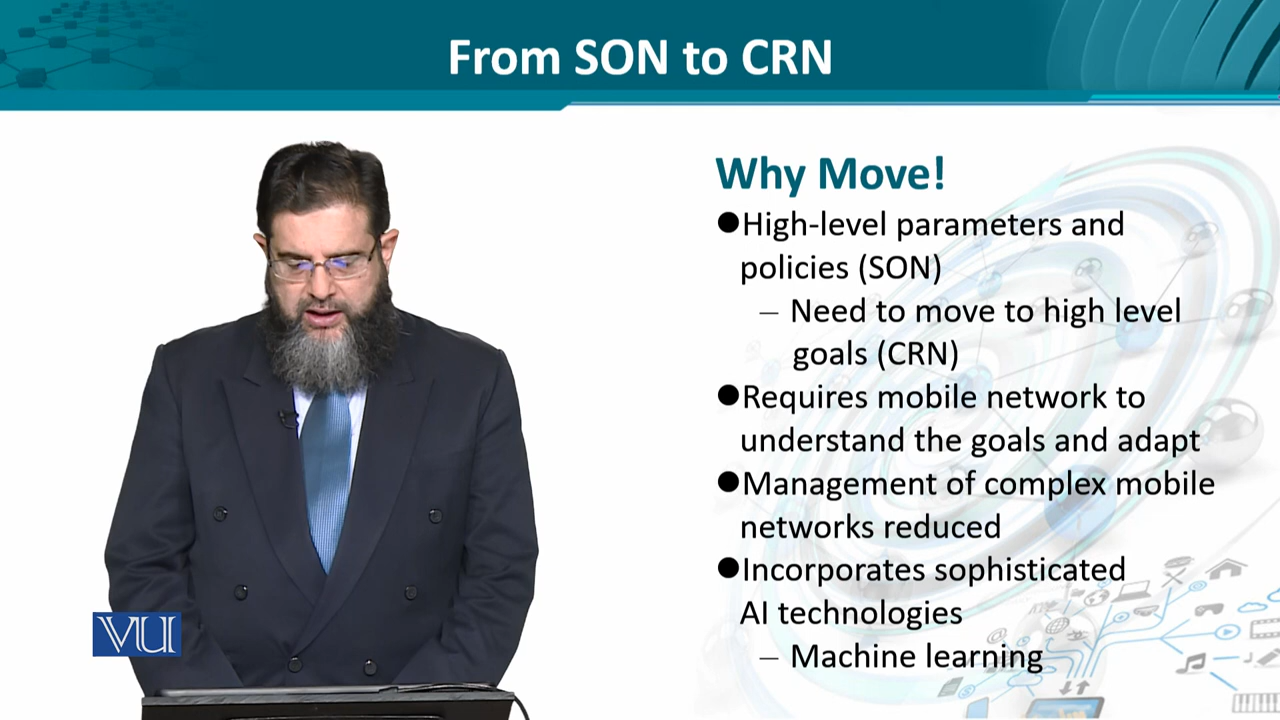 From SON to CRN
Why Move!
●High-level parameters and
policies (SON)
– Need to move to high level
goals (CRN)
●Requires mobile network to
understand the goals and adapt
●Management of complex mobile
networks reduced
●Incorporates sophisticated
AI technologies
– Machine learning
VU